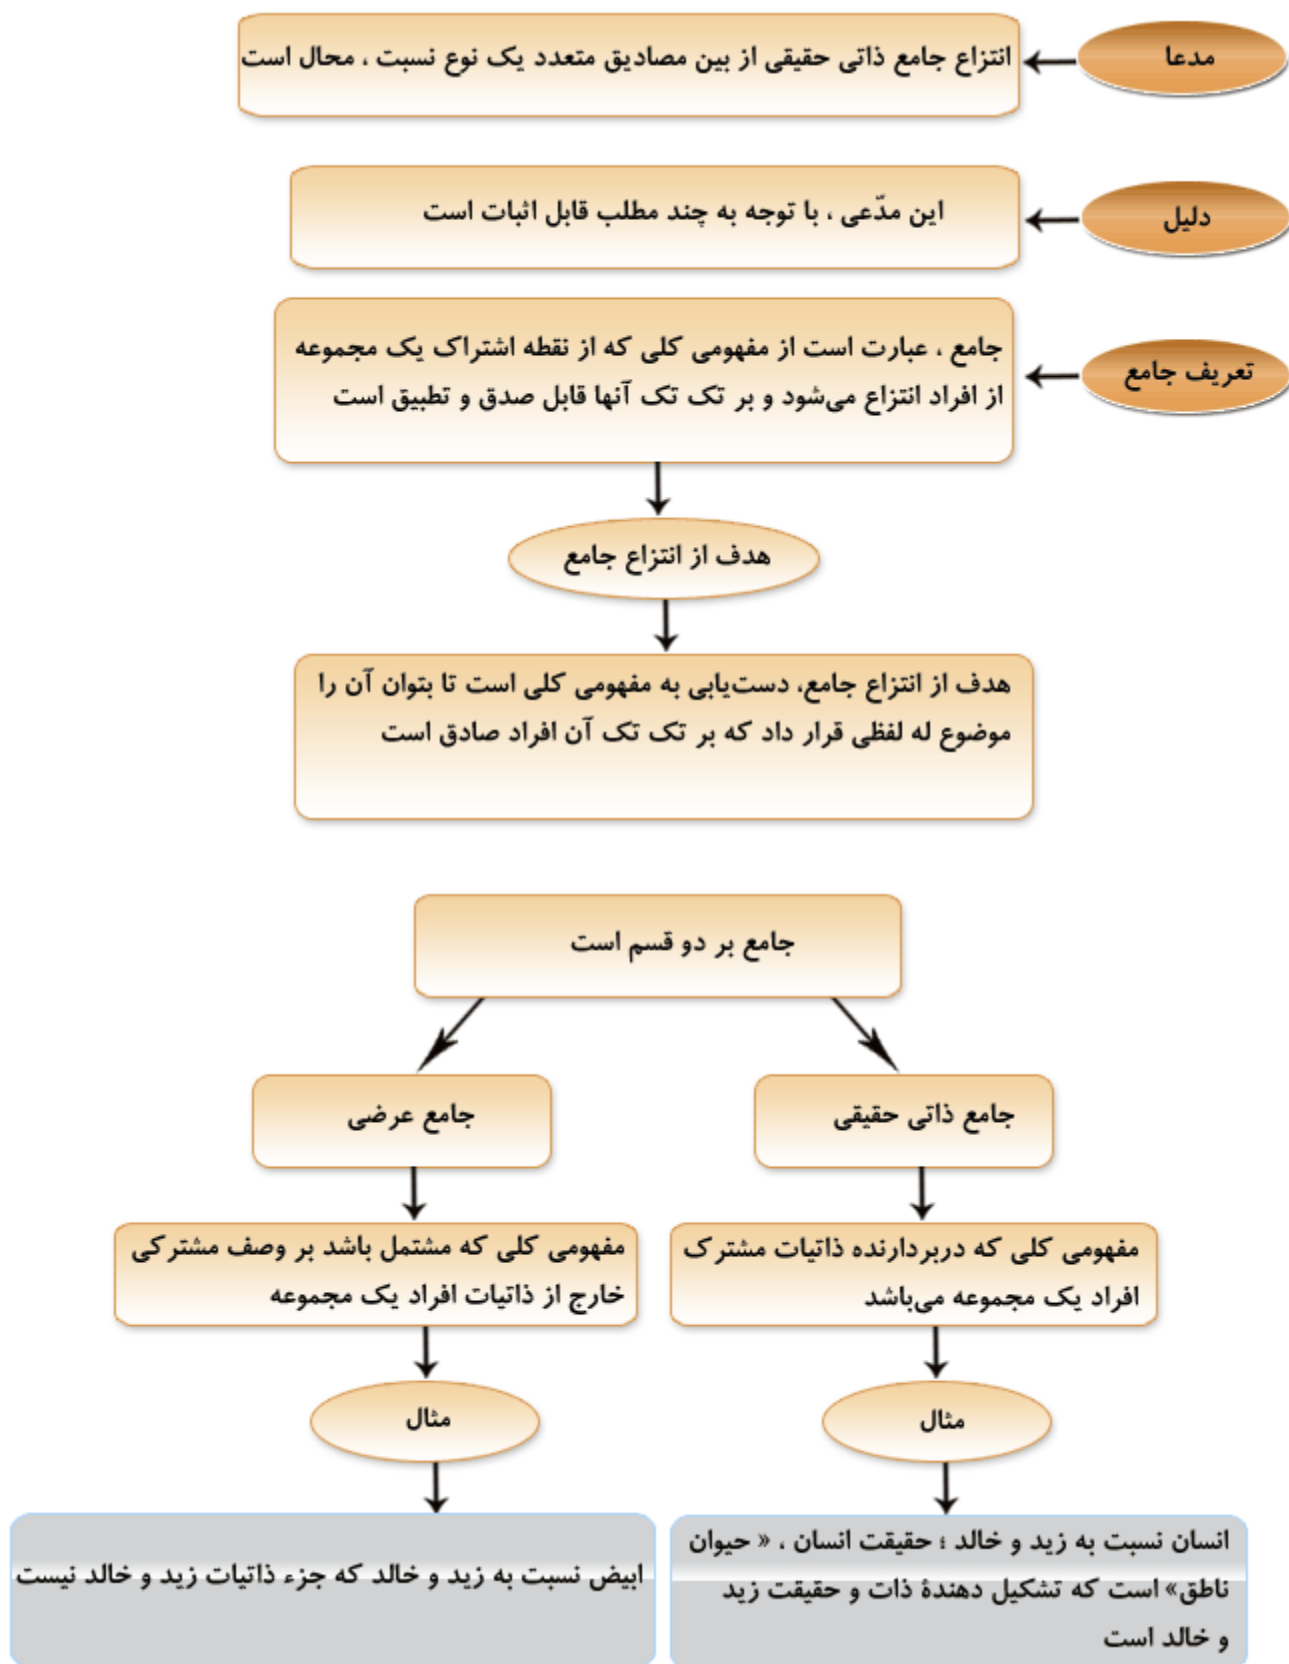 مدعا
انتزاع جامع ذاتی حقیقی از بین مصادیق متعدد یک نوع نسبت ، محال است
دلیل
این مدّعی ، با توجه به چند مطلب قابل اثبات است
تعریف جامع
جامع ، عبارت است از مفهومی کلی که از نقطه اشتراک یک مجموعه
از افراد انتزاع می‌شود و بر تک تک آنها قابل صدق و تطبیق است
هدف از انتزاع جامع
هدف از انتزاع جامع، دست‌یابی به مفهومی کلی است تا بتوان آن را
موضوع له لفظی قرار داد که بر تک تک آن افراد صادق است
جامع بر دو قسم است
جامع ذاتی حقیقی
مفهومی کلی که دربردارنده ذاتیات مشترک
افراد یک مجموعه می‌باشد
مثال
انسان نسبت به زید و خالد ؛ حقیقت انسان ، « حیوان
ناطق» است که تشکیل دهندۀ ذات و حقیقت زید
و خالد است
جامع عرضی
مفهومی کلی که مشتمل باشد بر وصف مشترکی
خارج از ذاتیات افراد یک مجموعه
مثال
ابیض نسبت به زید و خالد که جزء ذاتیات زید و خالد نیست